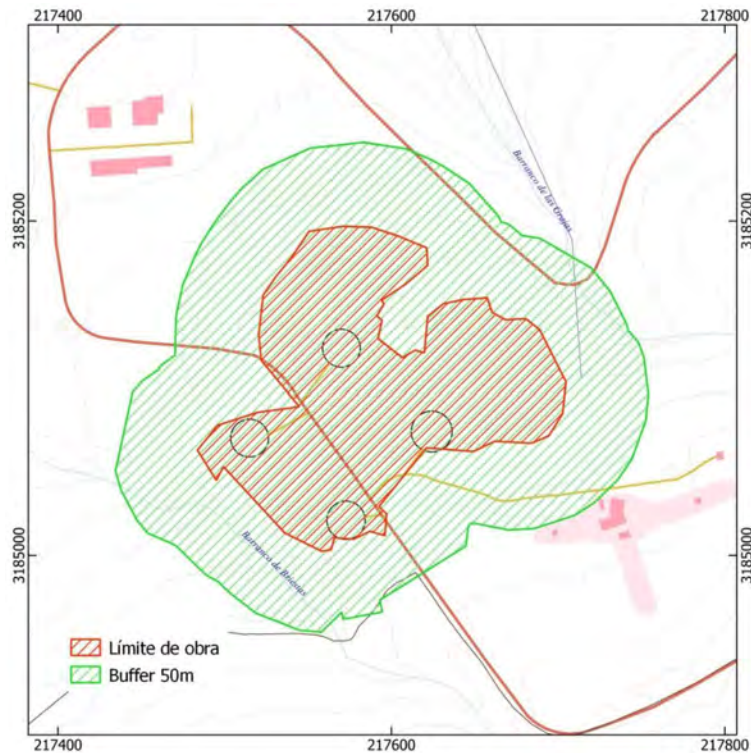 217400
217600
217800
3185200
3185200
Barranco de las Grajas
3185000
3185000
Barranco de Briestas
Límite de obra
Buffer 50m
217400
217600
217800